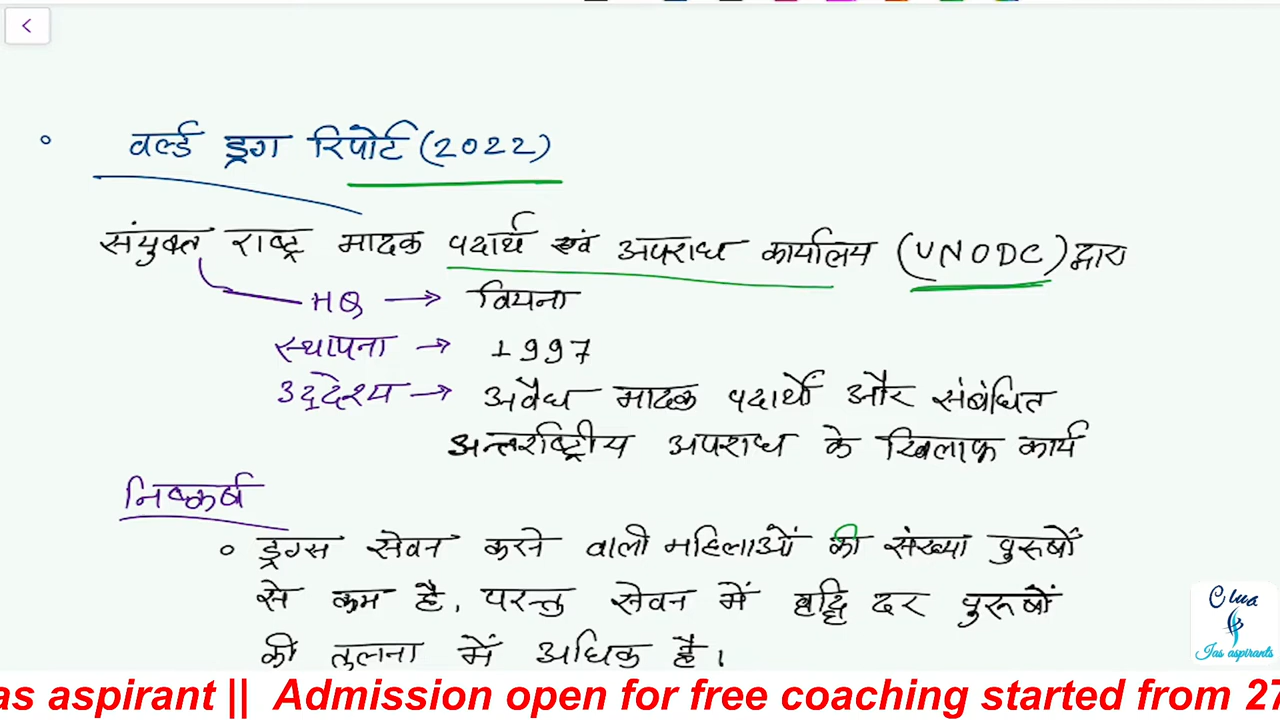 वर्ल्ड ड्रग रिपोर्ट (2022)
संयुक्त राष्ट्र मादक पदार्थ एवं अपराध कार्यालय (UNODC) द्वारा
HQ → वियना
स्थापना → 1997
उद्देश्य → अवैध मादक पदार्थों और संबंधित
अन्तर्राष्ट्रीय अपराध के खिलाफ कार्य
निष्कर्ष
ड्रग्स सेवन करने वाली महिलाओं की संख्या पुरूषों
से कम है, परन्तु सेवन में वृद्धि दर पुरूषों
की तुलना में अधिक है।
Ias aspirants
as aspirant || Admission open for free coaching started from 27